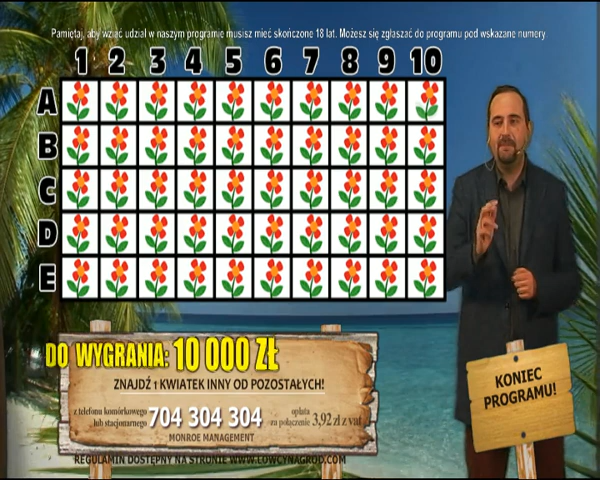 Pamiętaj, aby wziąć udział w naszym programie musisz mieć skończone 18 lat. Możesz się zgłaszać do programu pod wskazane numery
1 2 3 4 5 6 7 8 9 10
A
B
C
D
E
DO WYGRANIA: 10 000 ZŁ
ZNAJDŹ 1 KWIATEK INNY OD POZOSTAŁYCH!
z telefonu komórkowego
lub stacjonarnego 704 304 304 opłata
za połączenie 3,92 zł z vat
MONROE MANAGEMENT
REGULAMIN DOSTĘPNY NA STRONIE WWW.LOWCYNAGROD.COM
KONIEC
PROGRAMU!